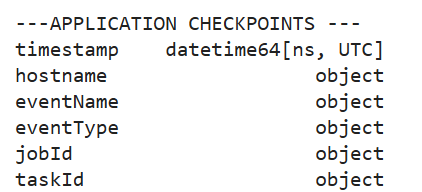 ---APPLICATION CHECKPOINTS ---
timestamp    datetime64[ns, UTC]
hostname                  object
eventName                 object
eventType                 object
jobId                     object
taskId                    object